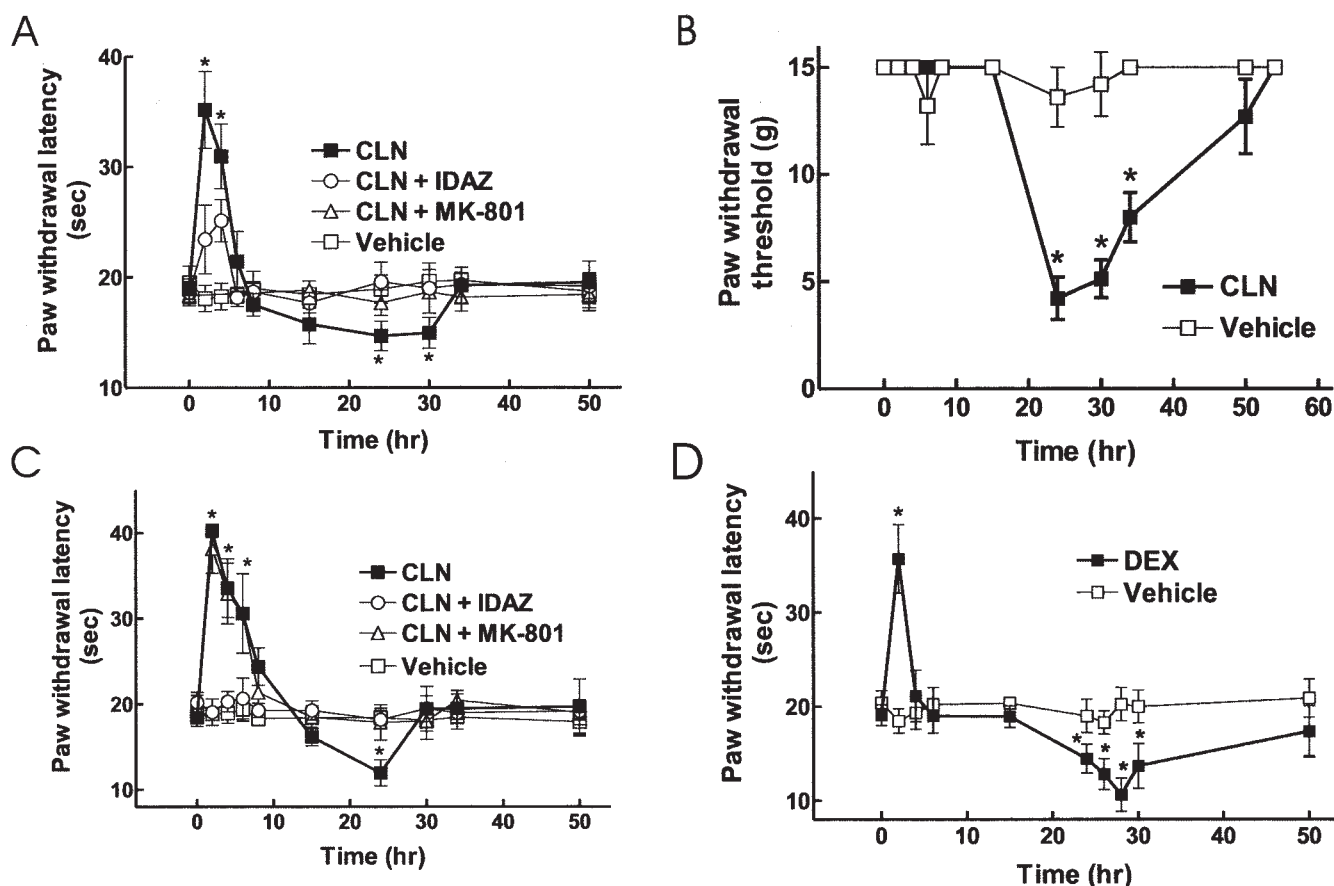 A
Paw withdrawal latency
(sec)
40
30
20
10
*
*
*
*
CLN
CLN + IDAZ
CLN + MK-801
Vehicle
0
10
20
30
40
50
Time (hr)
B
Paw withdrawal
threshold (g)
15
10
5
0
*
*
*
CLN
Vehicle
0
10
20
30
40
50
60
Time (hr)
C
Paw withdrawal latency
(sec)
40
30
20
10
*
*
*
*
CLN
CLN + IDAZ
CLN + MK-801
Vehicle
0
10
20
30
40
50
Time (hr)
D
Paw withdrawal latency
(sec)
40
30
20
10
*
*
*
*
*
DEX
Vehicle
0
10
20
30
40
50
Time (hr)